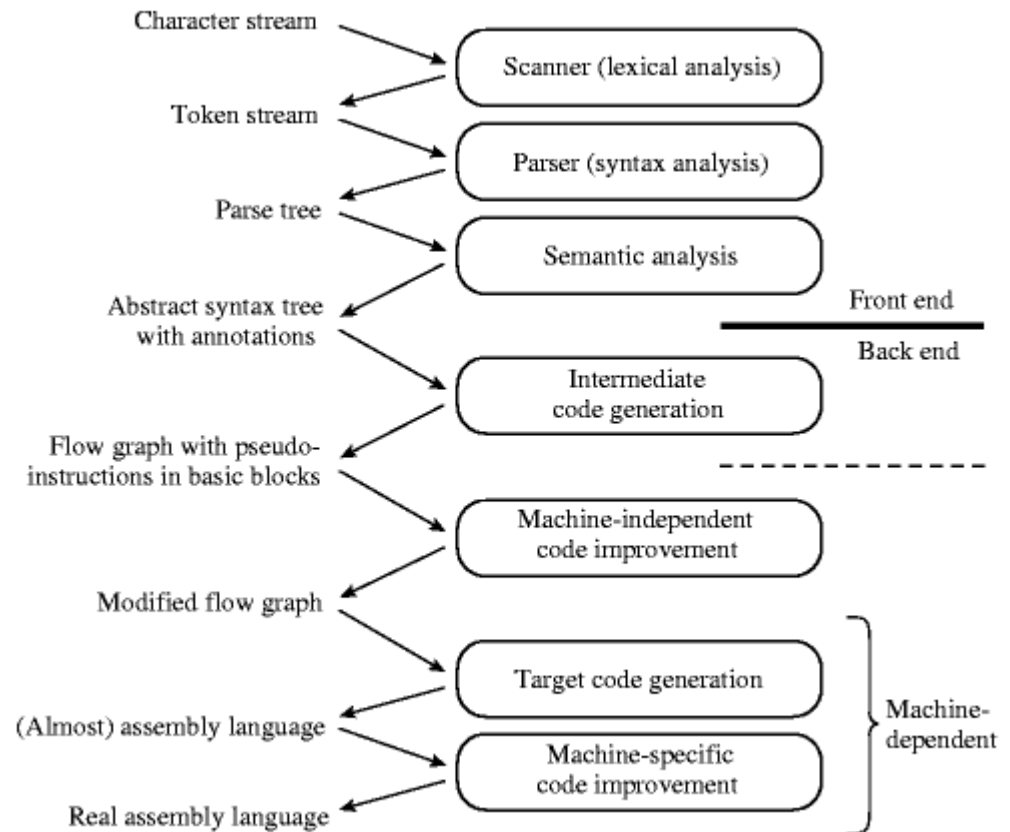 Character stream
Scanner (lexical analysis)
Token stream
Parser (syntax analysis)
Parse tree
Semantic analysis
Abstract syntax tree
with annotations
Front end
Back end
Intermediate
code generation
Flow graph with pseudo-
instructions in basic blocks
Machine-independent
code improvement
Modified flow graph
Target code generation
(Almost) assembly language
Machine-
dependent
Machine-specific
code improvement
Real assembly language